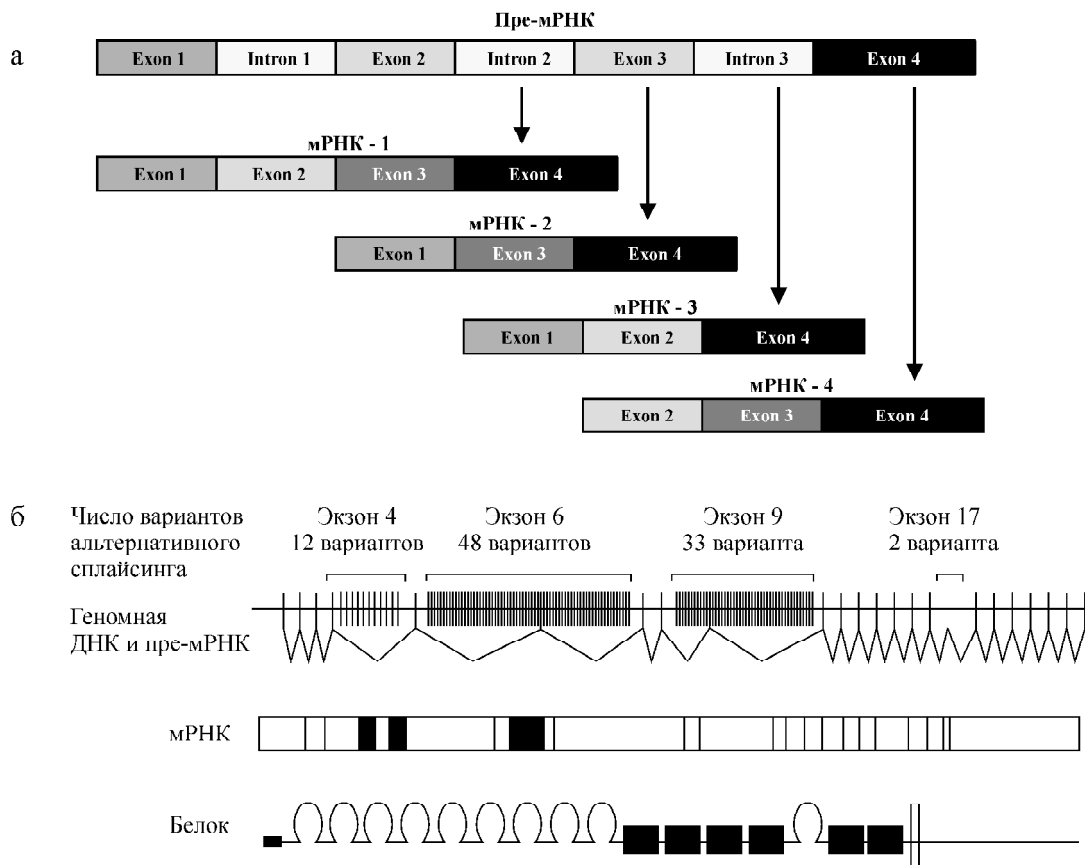 Пре-мРНК
а
Exon 1 Intron 1 Exon 2 Intron 2 Exon 3 Intron 3 Exon 4
мРНК - 1
Exon 1 Exon 2 Exon 3 Exon 4
мРНК - 2
Exon 1 Exon 3 Exon 4
мРНК - 3
Exon 1 Exon 2 Exon 4
мРНК - 4
Exon 2 Exon 3 Exon 4
б
Число вариантов
альтернативного
сплайсинга
Экзон 4
12 вариантов
Экзон 6
48 вариантов
Экзон 9
33 варианта
Экзон 17
2 варианта
Геномная
ДНК и пре-мРНК
мРНК
Белок